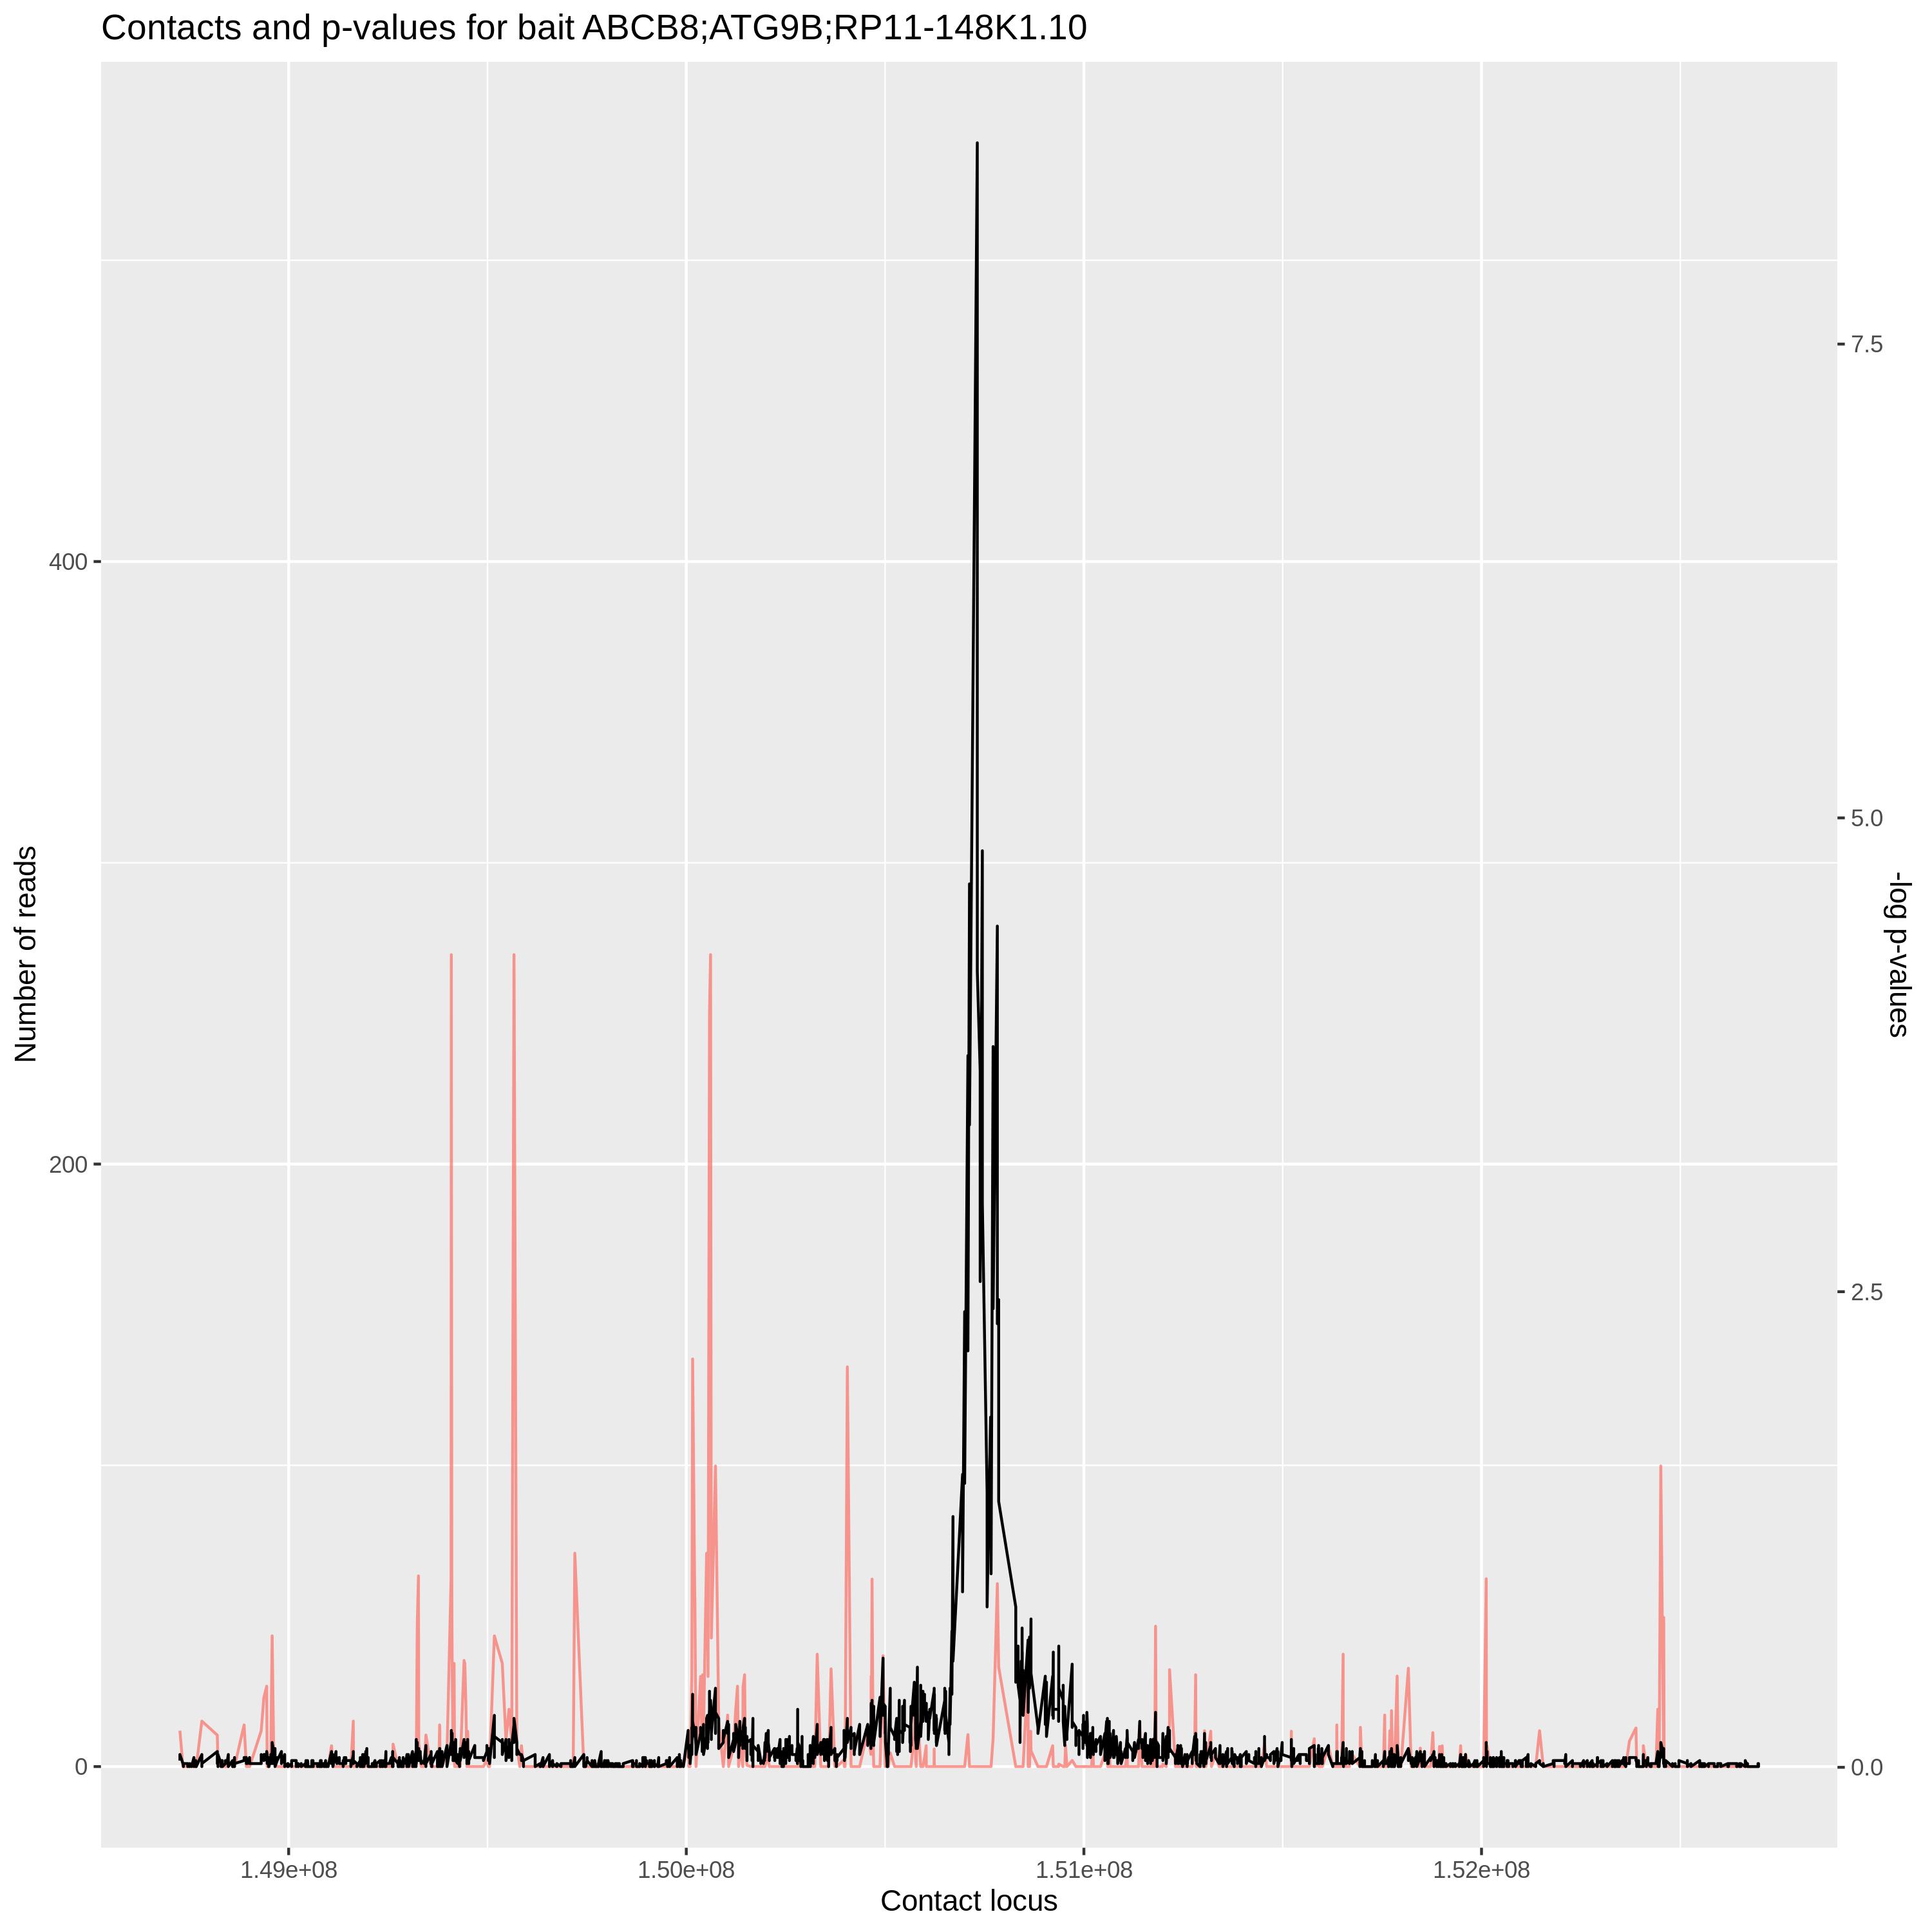 Contacts and p-values for bait ABCB8;ATG9B;RP11-148K1.10
Number of reads
400
200
0
7.5
5.0
2.5
0.0
-log p-values
1.49e+08
1.50e+08
1.51e+08
1.52e+08
Contact locus